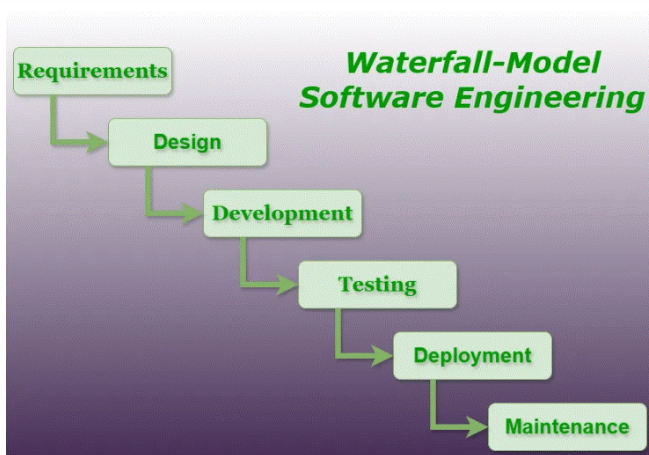 Waterfall-Model
Software Engineering
Requirements
Design
Development
Testing
Deployment
Maintenance